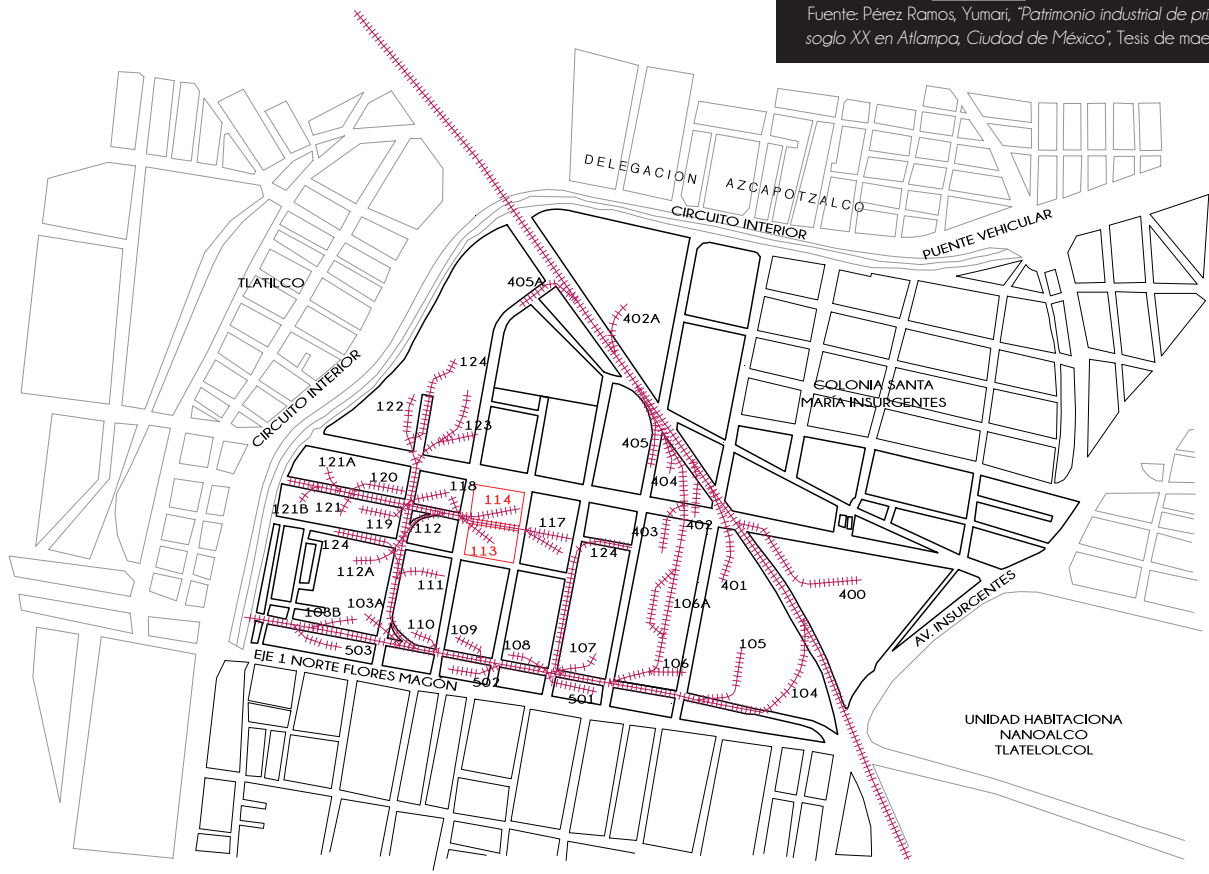 Fuente: Pérez Ramos, Yumari, "Patrimonio industrial de pri
soglo XX en Atlampa, Ciudad de México", Tesis de mae
DELEGACION AZCAPOTZALCO
CIRCUITO INTERIOR
PUENTE VEHICULAR
TLATILCO
405A
402A
CIRCUITO INTERIOR
124
COLONIA SANTA
MARIA INSURGENTES
122
123
405
121A
120
118
114
404
121B
121
119
112
117
403
402
124
113
124
112A
111
401
400
103A
106A
108B
110
109
108
107
105
AV. INSURGENTES
503
106
EJE 1 NORTE FLORES MAGON
502
501
104
UNIDAD HABITACIONA
NANOALCO
TLATELOLCOL